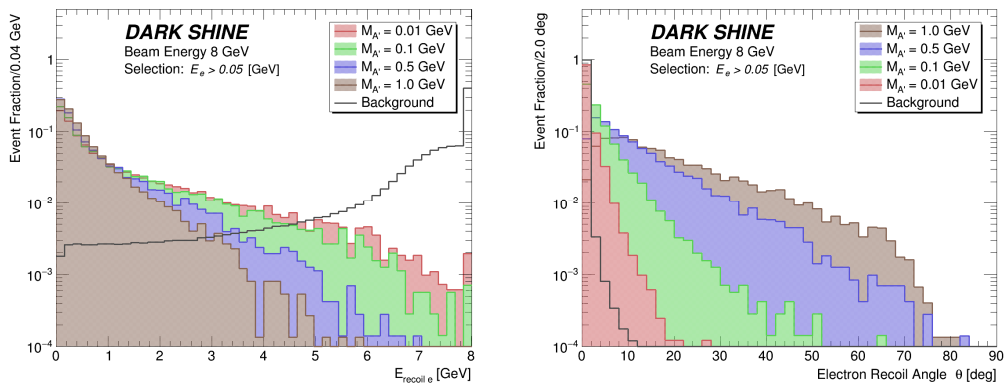 DARK SHINE
Beam Energy 8 GeV
Selection: E_e > 0.05 [GeV]
M_A' = 0.01 GeV
M_A' = 0.1 GeV
M_A' = 0.5 GeV
M_A' = 1.0 GeV
Background
Event Fraction/0.04 GeV
1
10⁻¹
10⁻²
10⁻³
10⁻⁴
0 1 2 3 4 5 6 7 8
E_recoil e [GeV]
DARK SHINE
Beam Energy 8 GeV
Selection: E_e > 0.05 [GeV]
M_A' = 1.0 GeV
M_A' = 0.5 GeV
M_A' = 0.1 GeV
M_A' = 0.01 GeV
Background
Event Fraction/2.0 deg
1
10⁻¹
10⁻²
10⁻³
10⁻⁴
0 10 20 30 40 50 60 70 80 90
Electron Recoil Angle θ [deg]